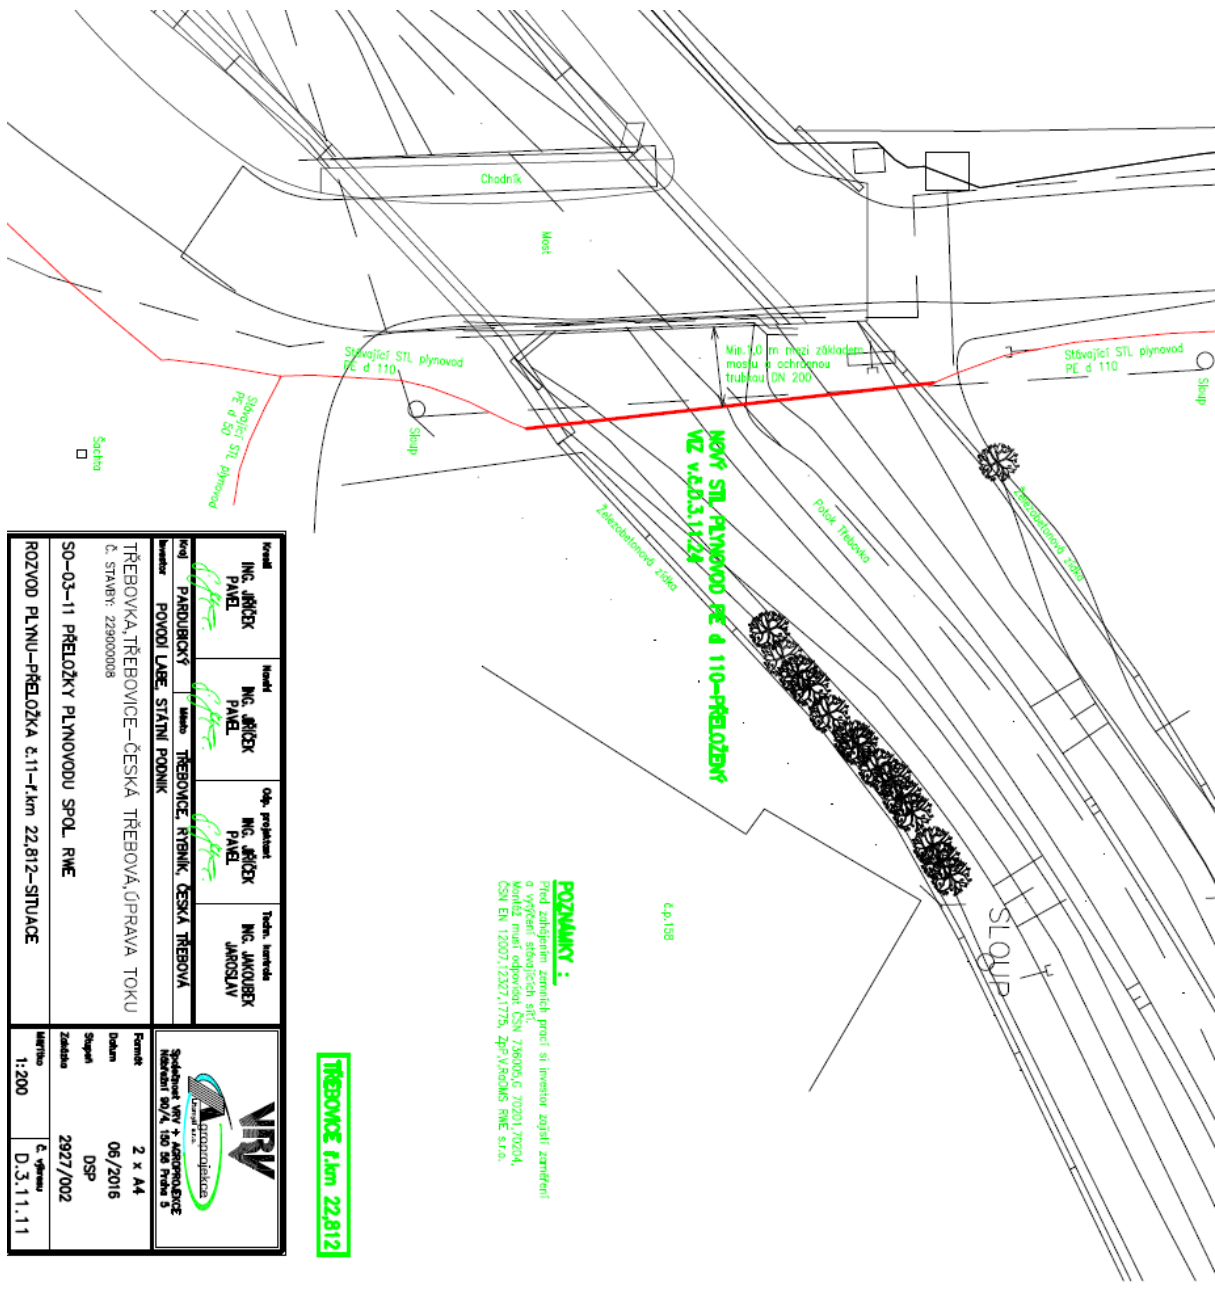 Chodník
Most
Stávající STL plynovod
PE d 110
Min.1,0 m mezi základem
mostu a ochrannou
trubkou DN 200
Stávající STL plynovod
PE d 110
Sloup
Sloup
Stávající STL plynovod
PE d 50
Šachta
NOVÝ STL PLYNOVOD PE d 110-PŘELOŽENÝ
VIZ v.č.D.3.11.24
Potok Třebovka
Železobetonová zídka
Železobetonová zídka
SLOUP
č.p.158
POZNÁMKY :
Před zahájením zemních prací si investor zajistí zaměření
a vytýčení stávajících sítí.
Montáž musí odpovídat ČSN 736005,G 70201,70204,
ČSN EN 12007,12327,1775, ZpP,V,RaDMS RWE s.r.o.
TŘEBOVICE ř.km 22,812
Kreslil
ING. JIŘÍČEK
PAVEL
Navrhl
ING. JIŘÍČEK
PAVEL
Odp. projektant
ING. JIŘÍČEK
PAVEL
Techn. kontrola
ING. JAKOUBEK
JAROSLAV
Kraj PARDUBICKÝ
Město TŘEBOVICE, RYBNÍK, ČESKÁ TŘEBOVÁ
Investor POVODÍ LABE, STÁTNÍ PODNIK
TŘEBOVKA,TŘEBOVICE-ČESKÁ TŘEBOVÁ,ÚPRAVA TOKU
Č. STAVBY: 229000008
SO-03-11 PŘELOŽKY PLYNOVODU SPOL. RWE
ROZVOD PLYNU-PŘELOŽKA č.11-ř.km 22,812-SITUACE
VRV
Agroprojekce
Litomyšl s.r.o.
Společnost VRV + AGROPROJEKCE
Nábřežní 90/4, 150 56 Praha 5
Formát 2 x A4
Datum 06/2016
Stupeň DSP
Zakázka 2927/002
Měřítko 1:200
Č. výkresu D.3.11.11